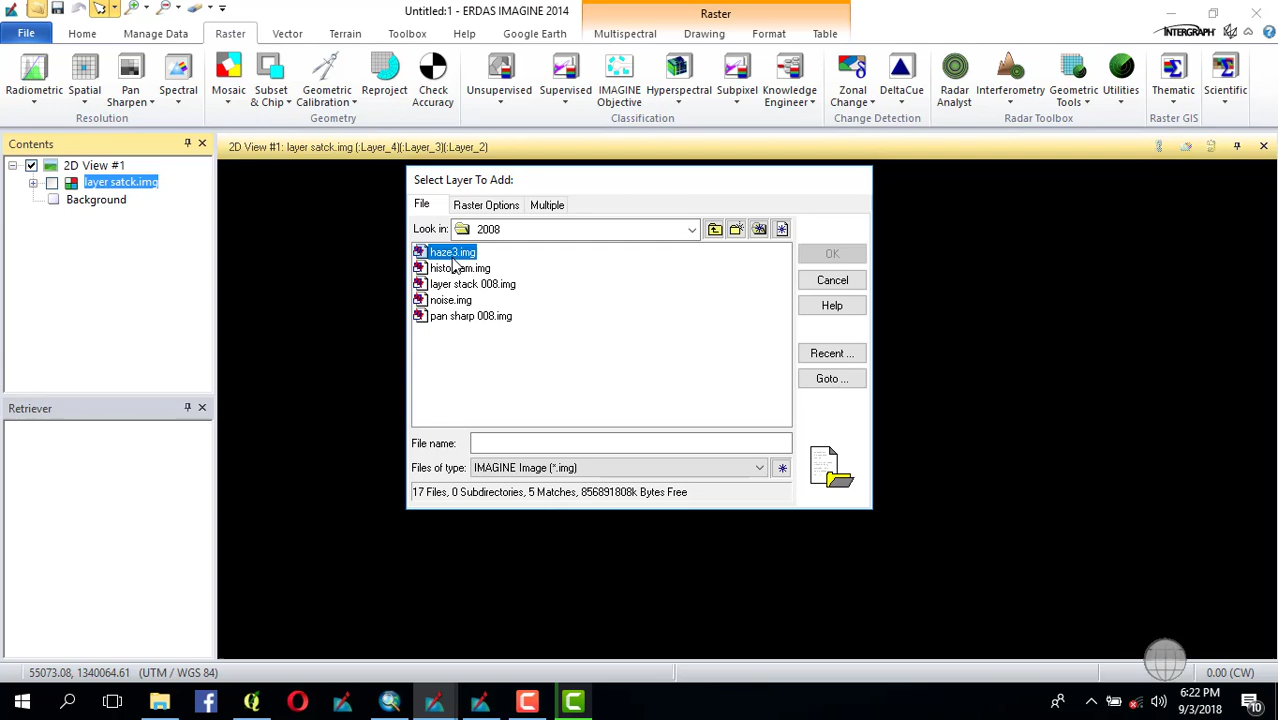 Untitled:1 - ERDAS IMAGINE 2014
Raster
File
Home
Manage Data
Raster
Vector
Terrain
Toolbox
Help
Google Earth
Multispectral
Drawing
Format
Table
INTERGRAPH
Radiometric
Spatial
Pan
Sharpen
Spectral
Mosaic
Subset
& Chip
Geometric
Calibration
Reproject
Check
Accuracy
Unsupervised
Supervised
IMAGINE
Objective
Hyperspectral
Subpixel
Knowledge
Engineer
Zonal
Change
DeltaCue
Radar
Analyst
Interferometry
Geometric
Tools
Utilities
Thematic
Scientific
Resolution
Geometry
Classification
Change Detection
Radar Toolbox
Raster GIS
Contents
2D View #1
layer satck.img
Background
Retriever
2D View #1: layer satck.img (:Layer_4)(:Layer_3)(:Layer_2)
Select Layer To Add:
File
Raster Options
Multiple
Look in:
2008
haze3.img
layer stack 008.img
noise.img
pan sharp 008.img
OK
Cancel
Help
Recent ...
Goto ...
File name:
Files of type:
IMAGINE Image (*.img)
17 Files, 0 Subdirectories, 5 Matches, 856891808k Bytes Free
55073.08, 1340064.61
(UTM / WGS 84)
0.00 (CW)
6:22 PM
9/3/2018
10